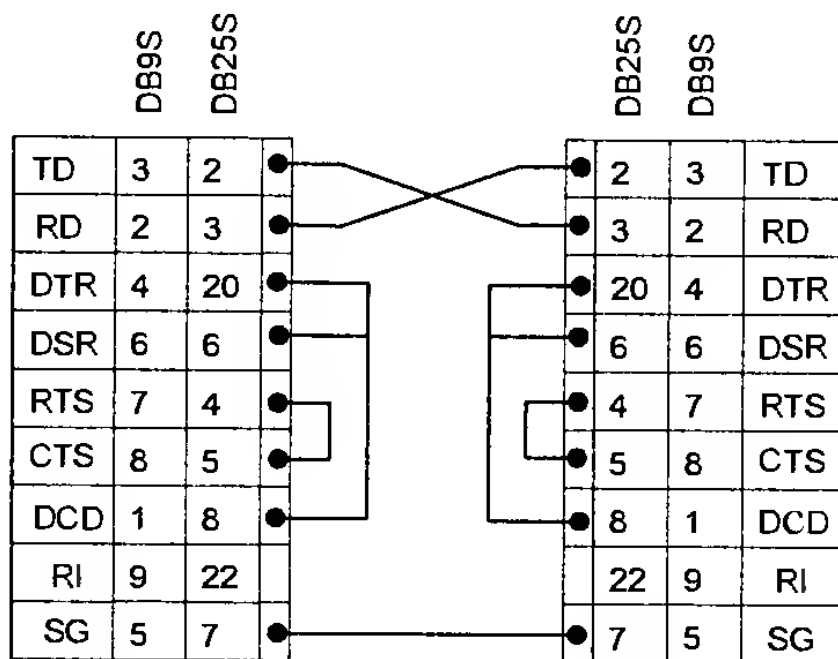 DB9S DB25S DB25S DB9S
TD 3 2 2 3 TD
RD 2 3 3 2 RD
DTR 4 20 20 4 DTR
DSR 6 6 6 6 DSR
RTS 7 4 4 7 RTS
CTS 8 5 5 8 CTS
DCD 1 8 8 1 DCD
RI 9 22 22 9 RI
SG 5 7 7 5 SG